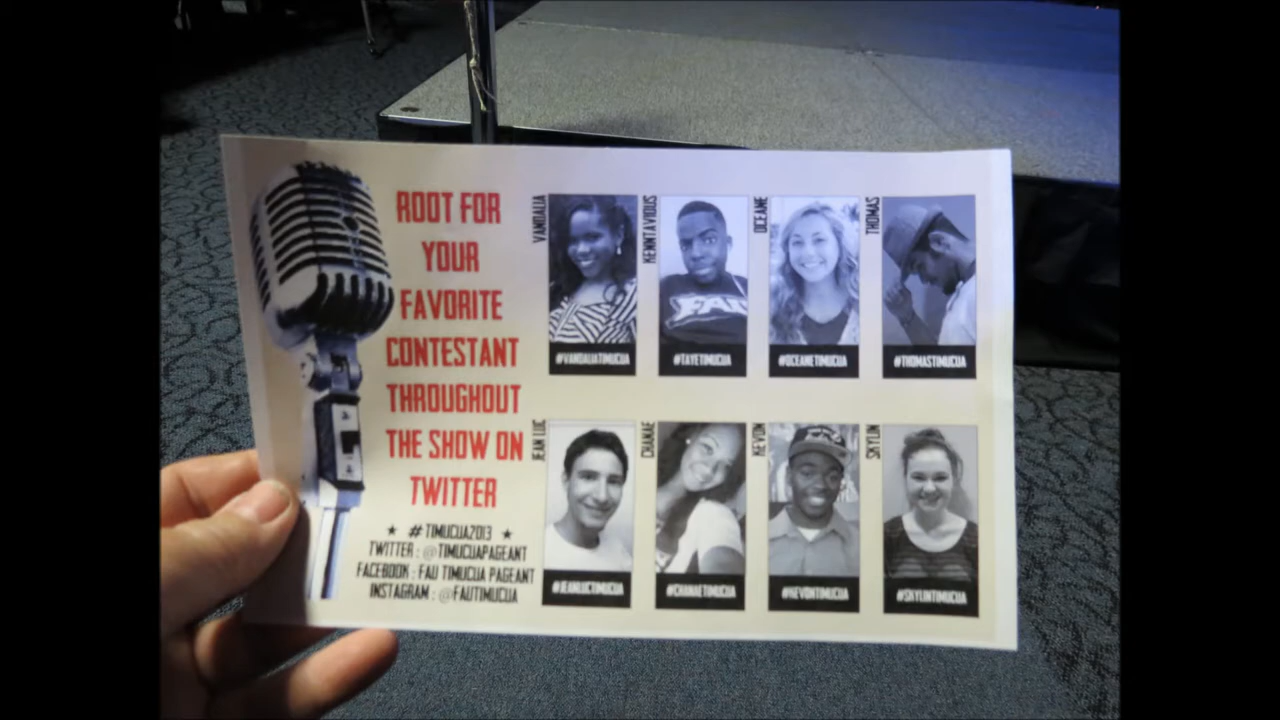 ROOT FOR
YOUR
FAVORITE
CONTESTANT
THROUGHOUT
THE SHOW ON
TWITTER
★ # TIMUCUA2013 ★
TWITTER : @TIMUCUAPAGEANT
FACEBOOK : FAU TIMUCUA PAGEANT
INSTAGRAM : @FAUTIMUCUA
VANDALIA
KENNTAVIOUS
OCEANE
THOMAS
FAU
#VANDALIATIMUCUA
#TAYETIMUCUA
#OCEANETIMUCUA
#THOMASTIMUCUA
JEAN LUC
CHANAE
KEVON
SKYLIN
#JEANLUCTIMUCUA
#CHANAETIMUCUA
#KEVONTIMUCUA
#SKYLINTIMUCUA